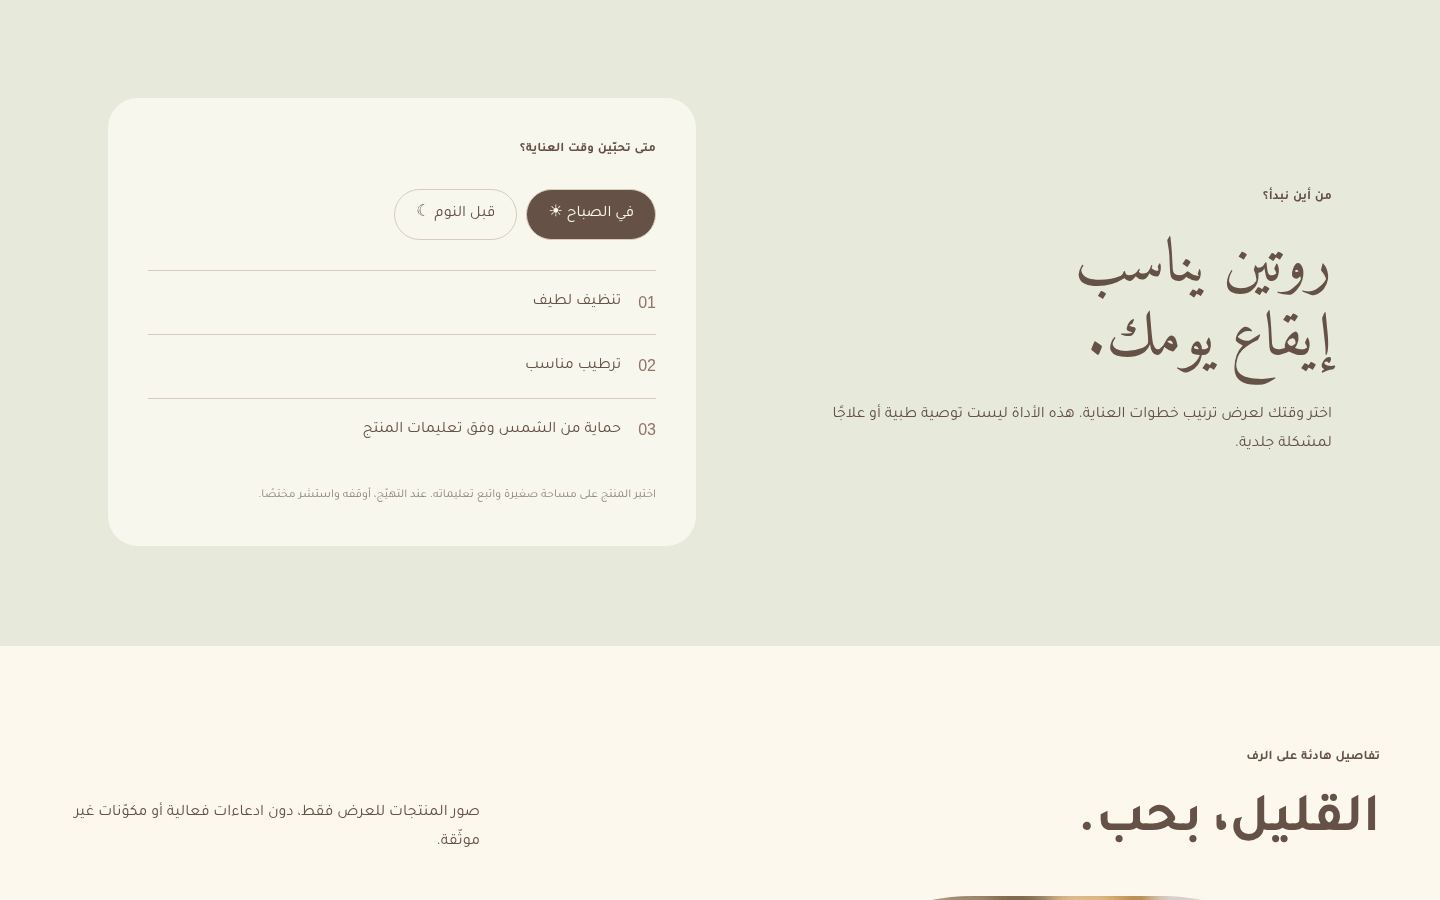 من أين نبدأ؟
روتين يناسب
إيقاع يومك.
اختر وقتك لعرض ترتيب خطوات العناية. هذه الأداة ليست توصية طبية أو علاجًا
لمشكلة جلدية.
متى تحبّين وقت العناية؟
في الصباح ☀
قبل النوم ☾
01 تنظيف لطيف
02 ترطيب مناسب
03 حماية من الشمس وفق تعليمات المنتج
اختبر المنتج على مساحة صغيرة واتبع تعليماته. عند التهيّج، أوقفه واستشر مختصًا.
تفاصيل هادئة على الرف
القليل، بحب.
صور المنتجات للعرض فقط، دون ادعاءات فعالية أو مكوّنات غير
موثّقة.